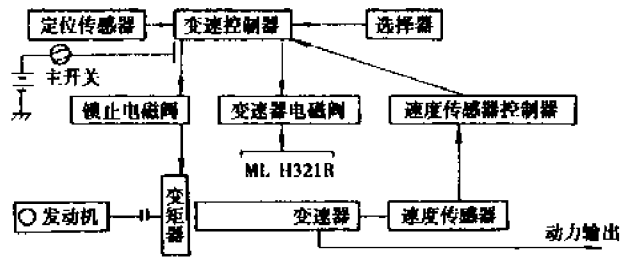 定位传感器
变速控制器
选择器
主开关
锁止电磁阀
变速器电磁阀
速度传感器控制器
ML H321R
发动机
变矩器
变速器
速度传感器
动力输出